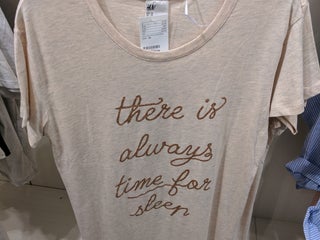 there is
always
time for
sleep